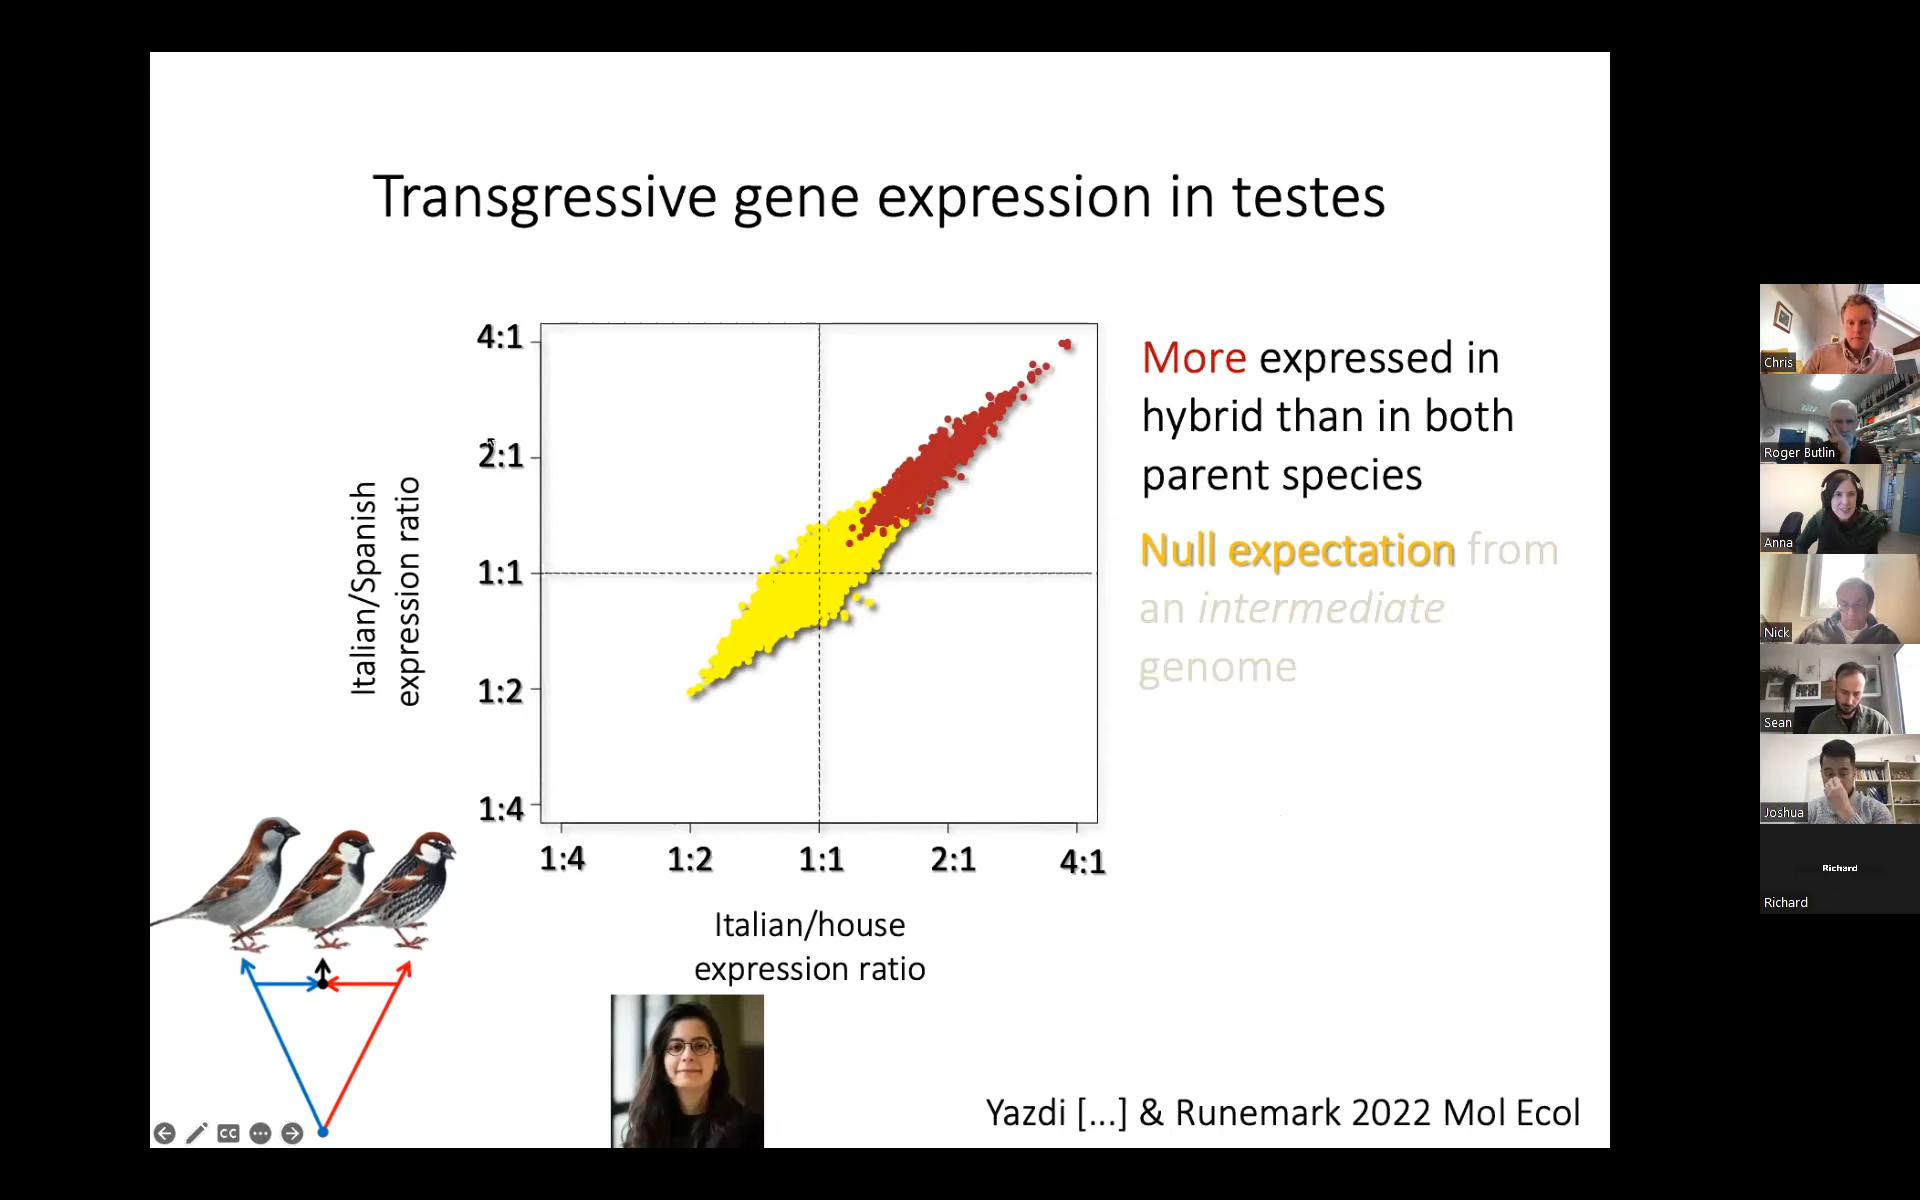 Transgressive gene expression in testes
4:1
2:1
1:1
1:2
1:4
Italian/Spanish
expression ratio
1:4
1:2
1:1
2:1
4:1
Italian/house
expression ratio
More expressed in
hybrid than in both
parent species
Null expectation from
an intermediate
genome
Yazdi [...] & Runemark 2022 Mol Ecol
CC
Chris
Roger Butlin
Anna
Nick
Sean
Joshua
Richard
Richard